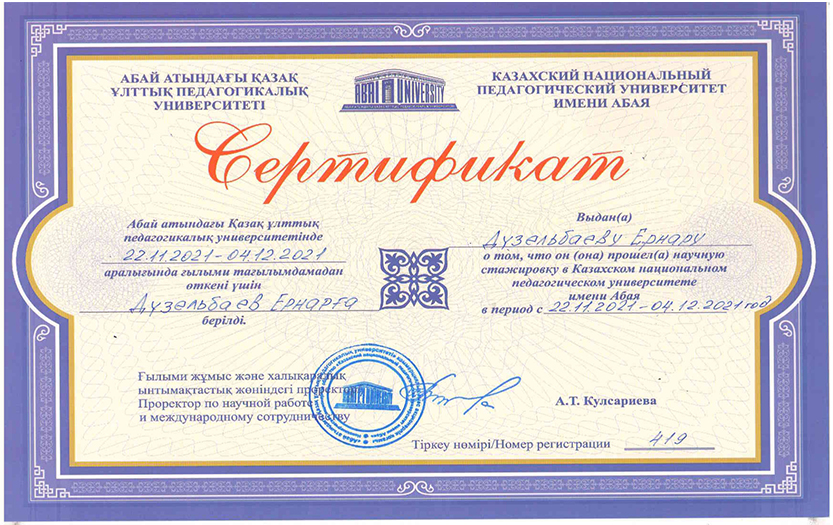 АБАЙ АТЫНДАҒЫ ҚАЗАҚ
ҰЛТТЫҚ ПЕДАГОГИКАЛЫҚ
УНИВЕРСИТЕТІ
ABAI UNIVERSITY
КАЗАХСКИЙ НАЦИОНАЛЬНЫЙ
ПЕДАГОГИЧЕСКИЙ УНИВЕРСИТЕТ
ИМЕНИ АБАЯ
Сертификат
Абай атындағы Қазақ ұлттық
педагогикалық университетінде
22.11.2021-04.12.2021
аралығында ғылыми тағылымдамадан
өткені үшін
Дүзельбаев Ернарға
берілді.
Выдан(а)
Дүзельбаеву Ернару
о том, что он (она) прошел(а) научную
стажировку в Казахском национальном
педагогическом университете
имени Абая
в период с 22.11.2021-04.12.2021 год
Ғылыми жұмыс және халықаралық
ынтымақтастық жөніндегі проректор
Проректор по научной работе
и международному сотрудничеству
А.Т. Кулсариева
Тіркеу нөмірі/Номер регистрации 419